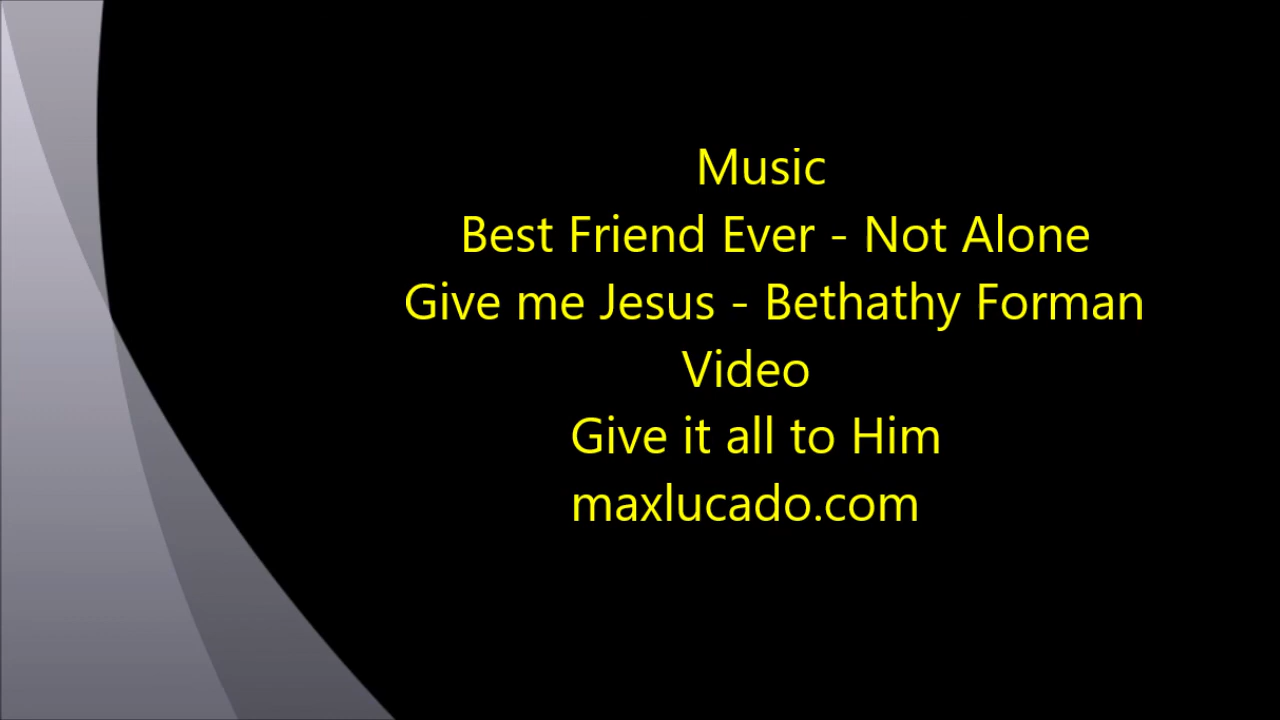 Music
Best Friend Ever - Not Alone
Give me Jesus - Bethathy Forman
Video
Give it all to Him
maxlucado.com